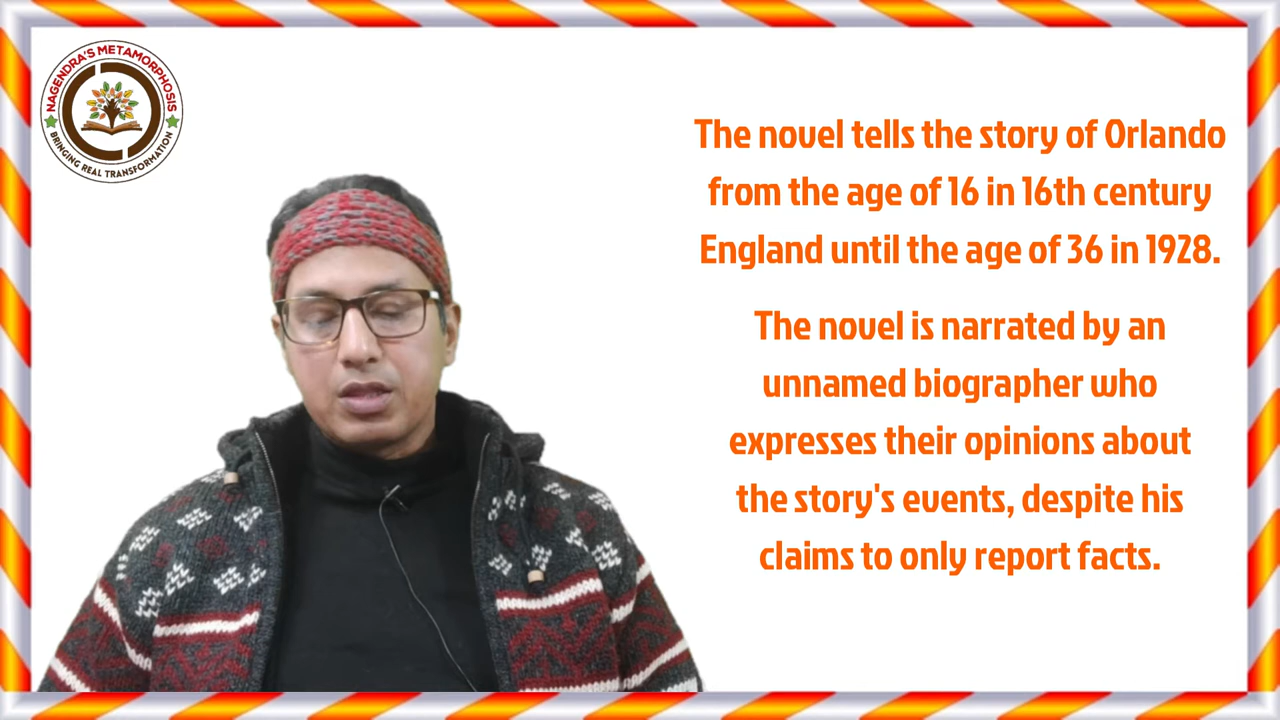 NAGENDRA'S METAMORPHOSIS
BRINGING REAL TRANSFORMATION
The novel tells the story of Orlando
from the age of 16 in 16th century
England until the age of 36 in 1928.
The novel is narrated by an
unnamed biographer who
expresses their opinions about
the story's events, despite his
claims to only report facts.